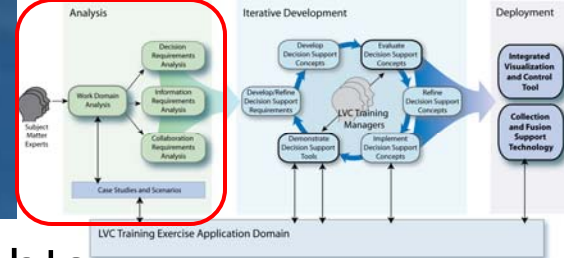 Analysis
Iterative Development
Deployment
Subject
Matter
Experts
Work Domain
Analysis
Decision
Requirements
Analysis
Information
Requirements
Analysis
Collaboration
Requirements
Analysis
Case Studies and Scenarios
Develop
Decision Support
Concepts
Evaluate
Decision Support
Concepts
Develop/Refine
Decision Support
Requirements
LVC Training
Managers
Refine
Decision Support
Concepts
Demonstrate
Decision Support
Tools
Implement
Decision Support
Concepts
Integrated
Visualization
and Control
Tool
Collection
and Fusion
Support
Technology
LVC Training Exercise Application Domain